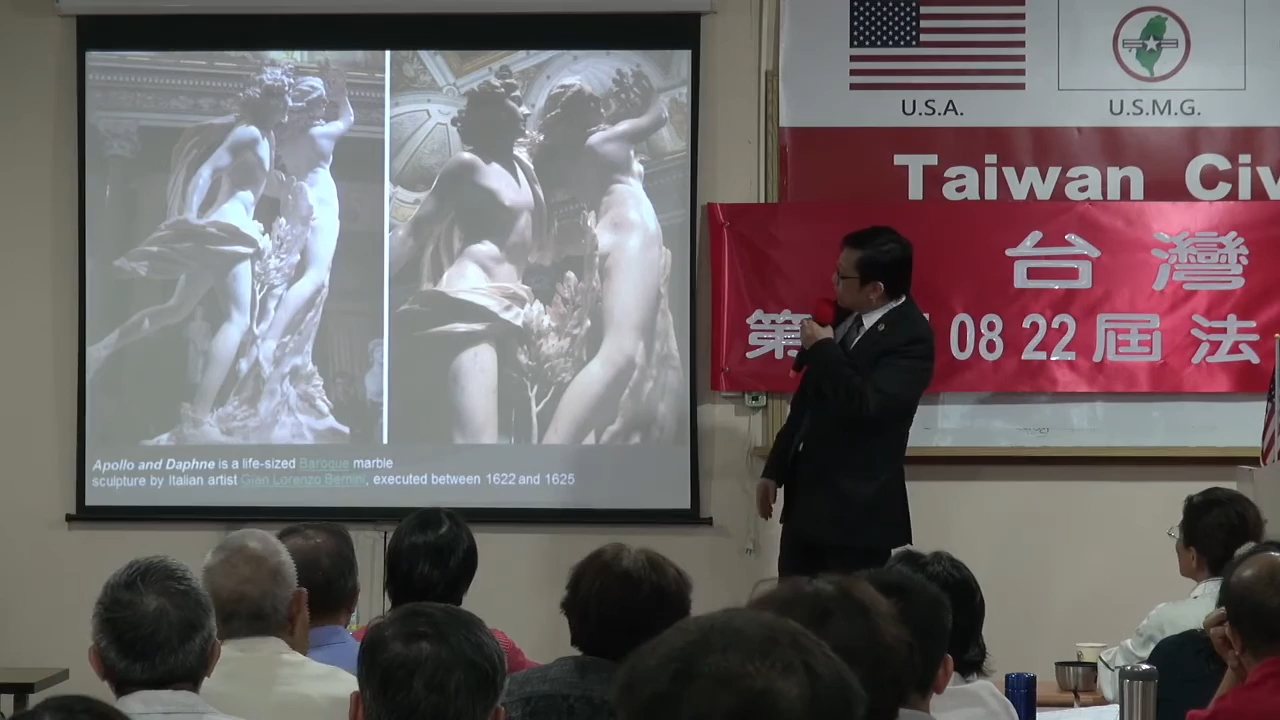 U.S.A.
U.S.M.G.
Taiwan Civ
台 灣
第 08 22 屆 法
Apollo and Daphne is a life-sized Baroque marble
sculpture by Italian artist Gian Lorenzo Bernini, executed between 1622 and 1625